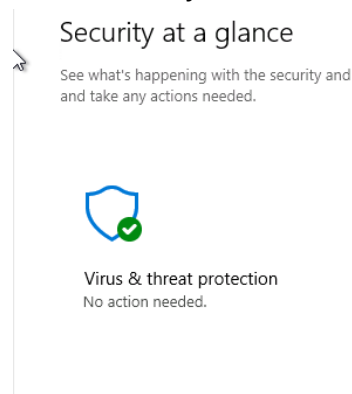 Security at a glance
See what's happening with the security and
and take any actions needed.
Virus & threat protection
No action needed.